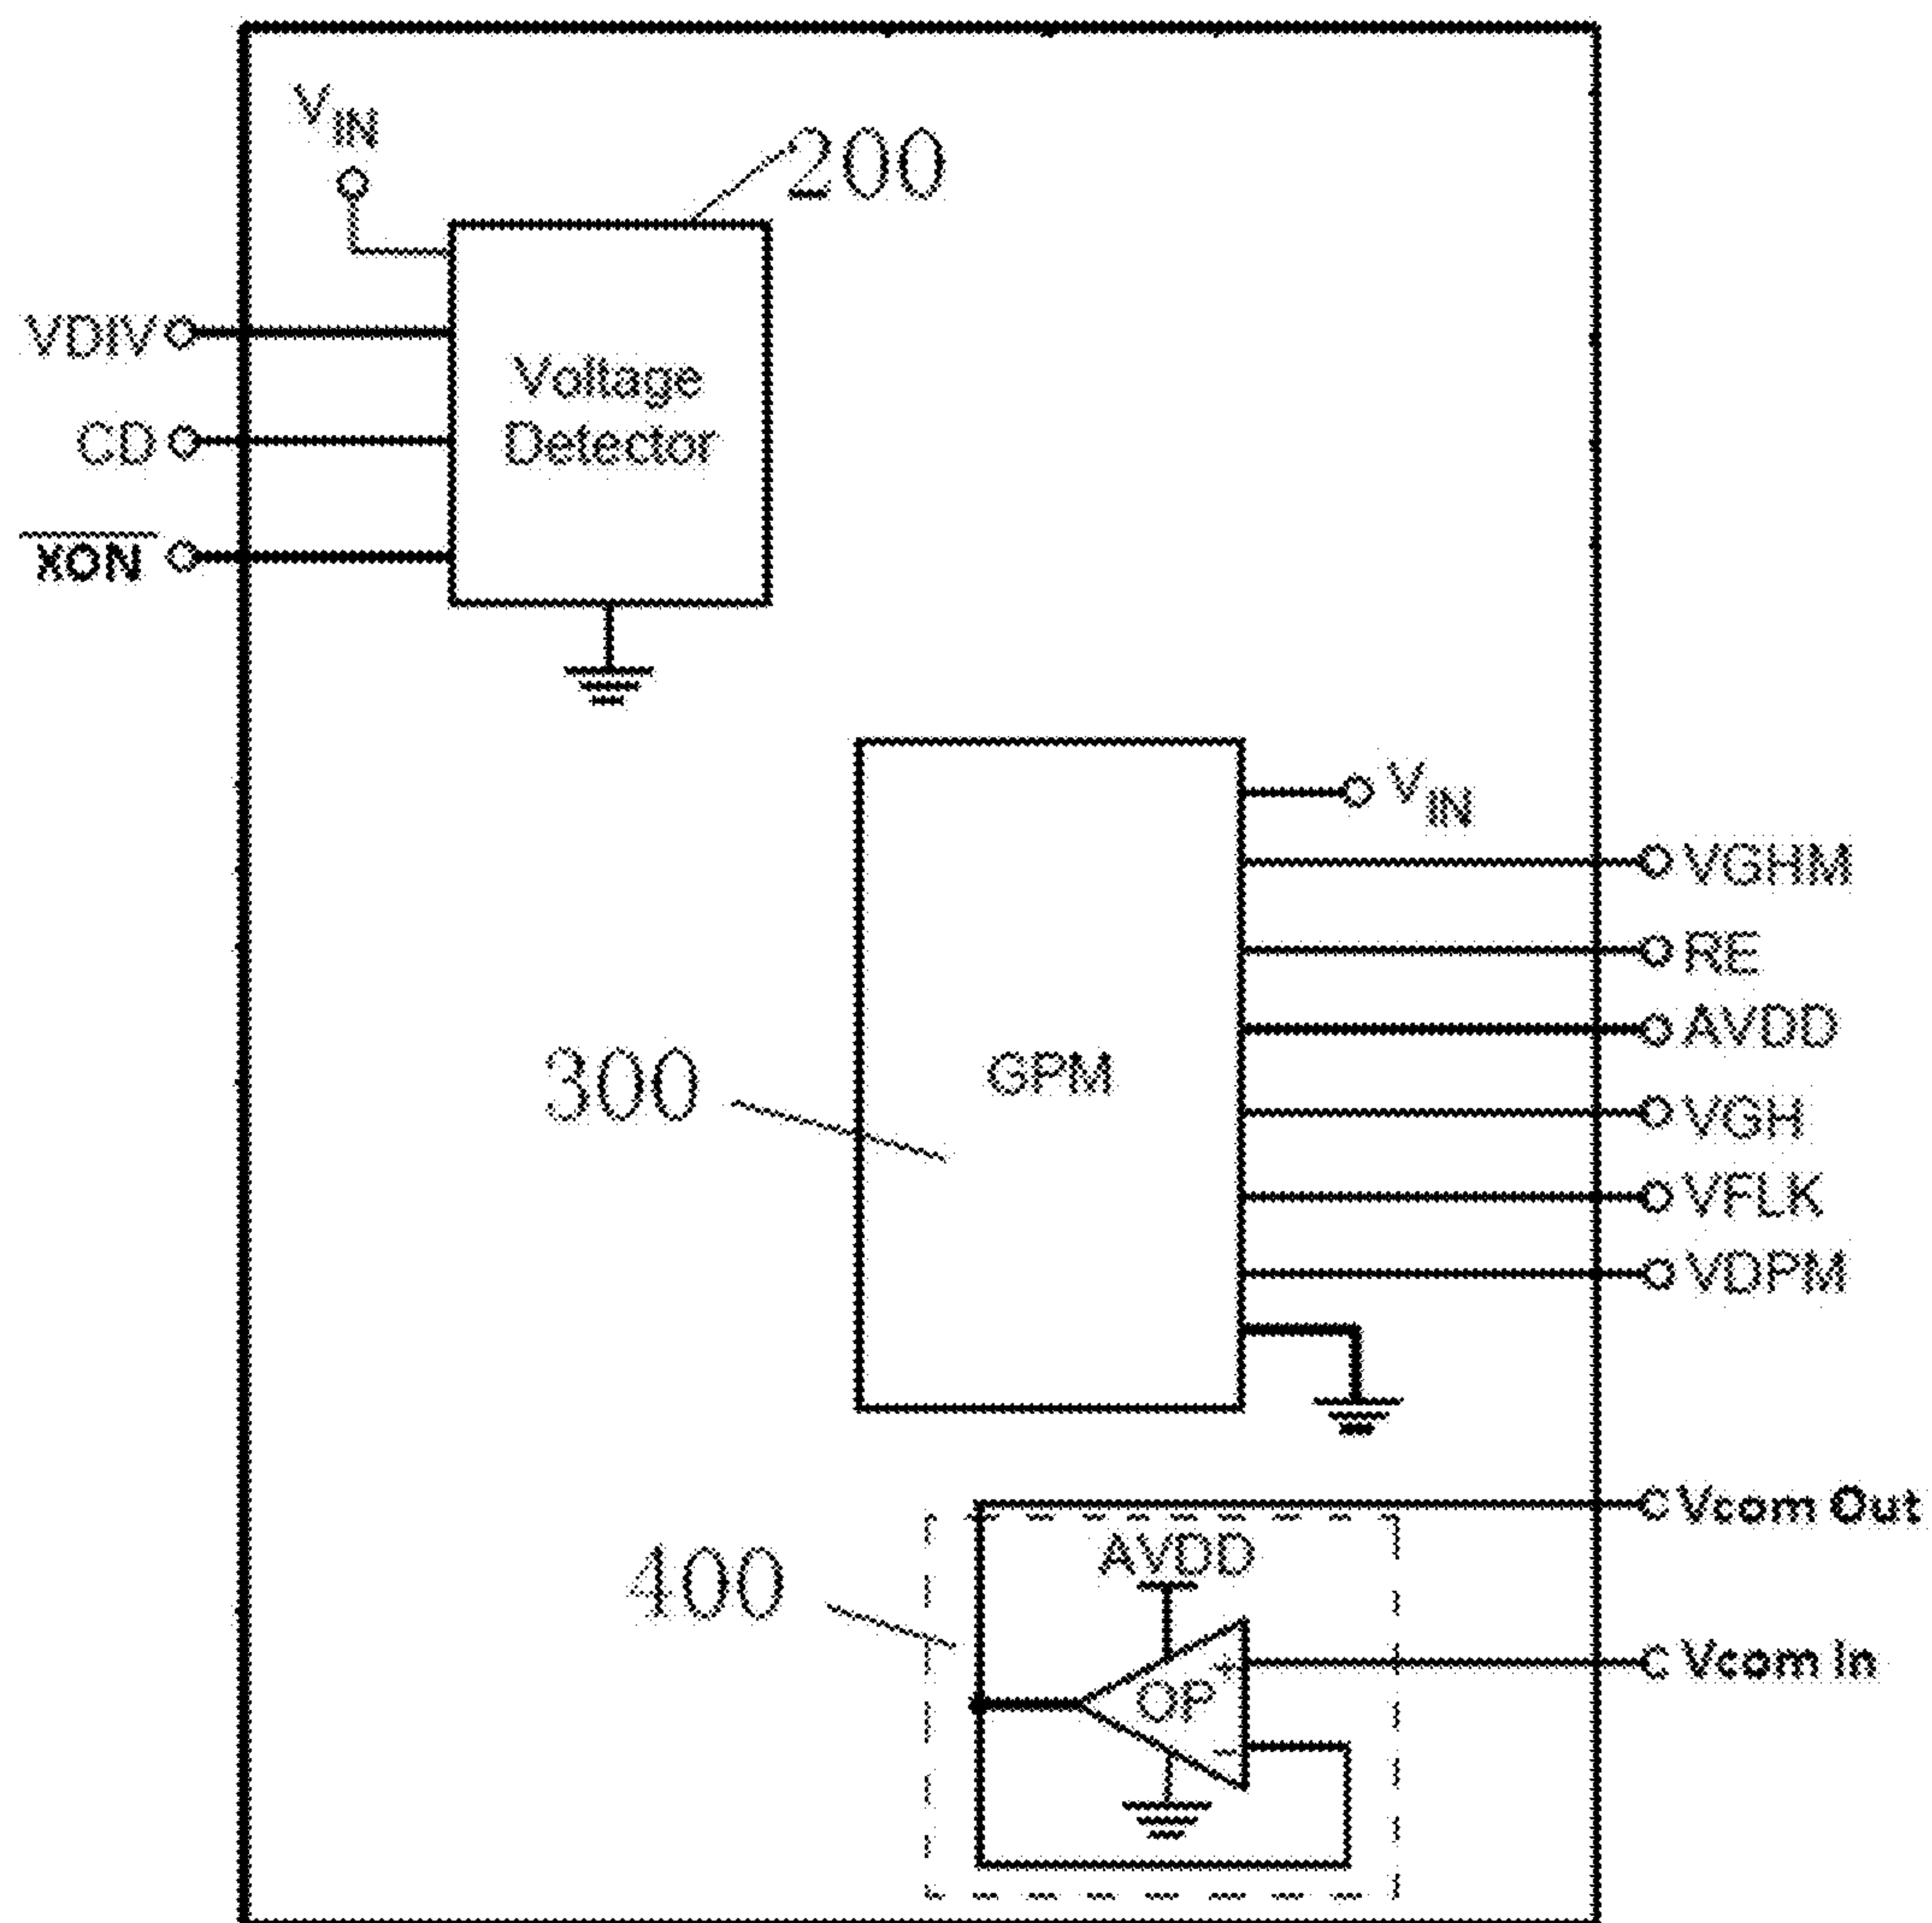 VIN
200
VDIV
Voltage
Detector
CD
XON
VIN
VGHM
RE
AVDD
300
GPM
VGH
VFLK
VDPM
Vcom Out
400
AVDD
Vcom In
+
OP
-